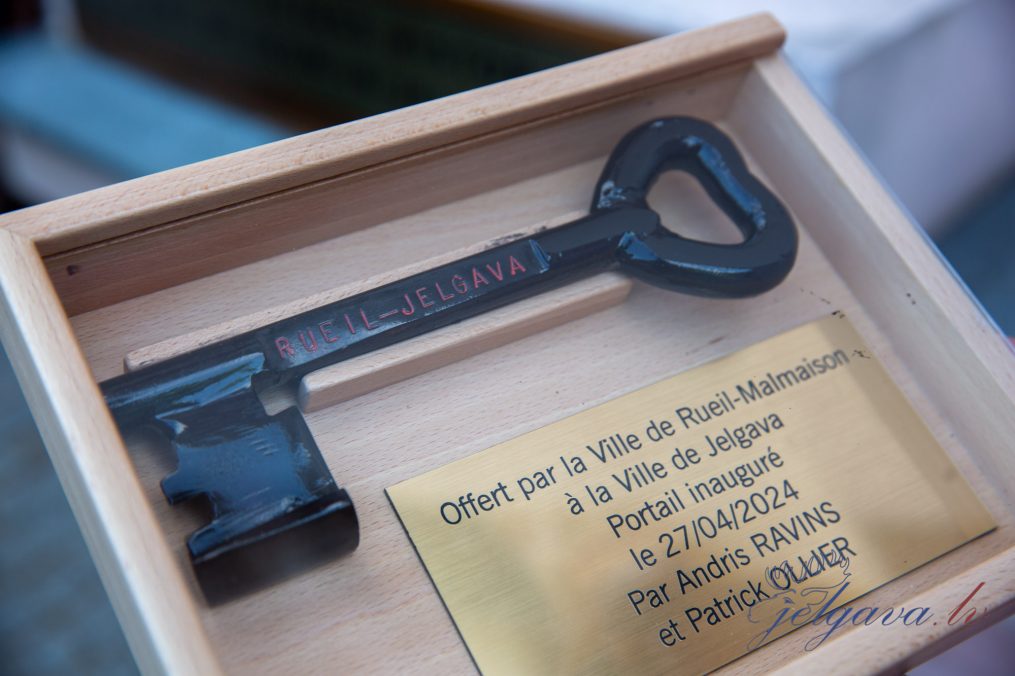 RUEIL-JELGAVA
Offert par la Ville de Rueil-Malmaison
à la Ville de Jelgava
Portail inauguré
le 27/04/2024
Par Andris RAVINS
et Patrick OLLIER
jelgava.lv